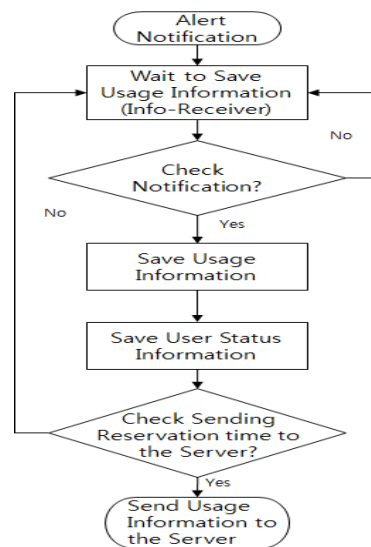 Alert
Notification
Wait to Save
Usage Information
(Info-Receiver)
No
Check
Notification?
No
Yes
Save Usage
Information
Save User Status
Information
Check Sending
Reservation time to
the Server?
Yes
Send Usage
Information to
the Server